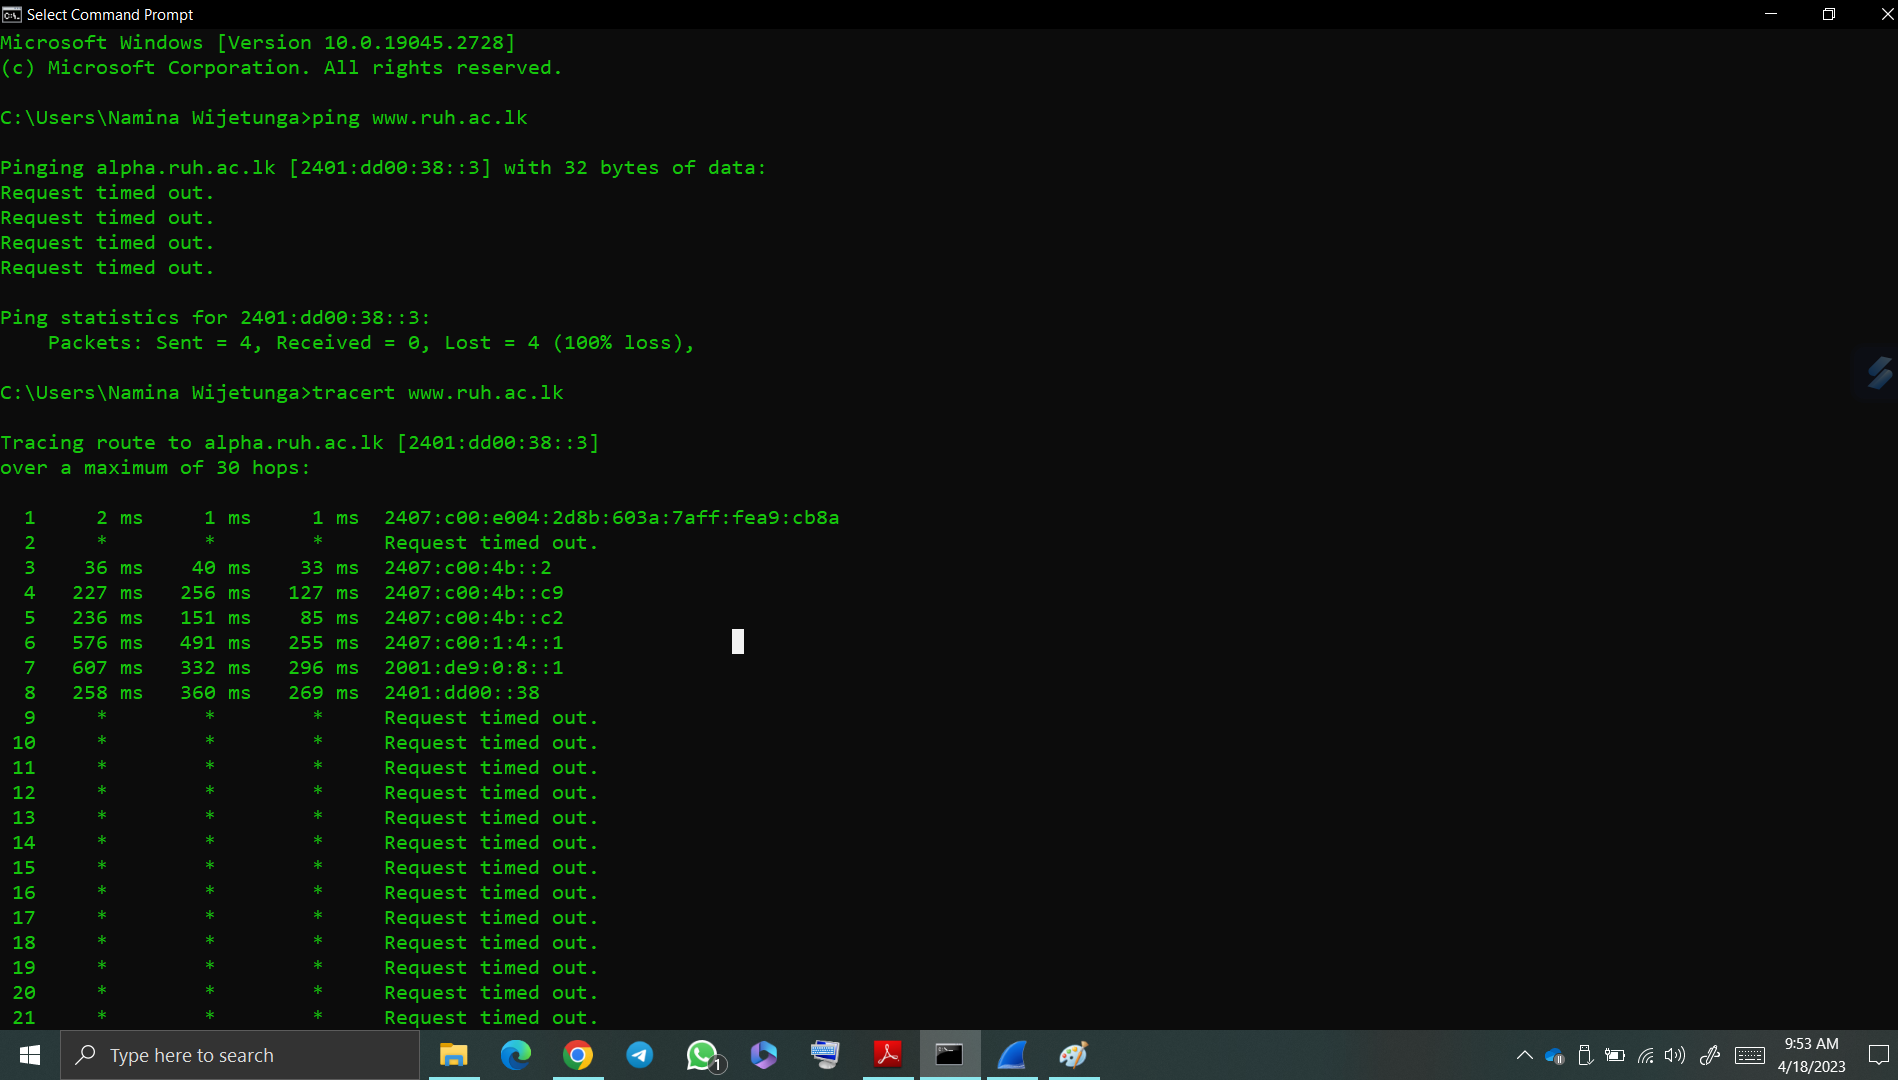 Select Command Prompt
Microsoft Windows [Version 10.0.19045.2728]
(c) Microsoft Corporation. All rights reserved.
C:\Users\Namina Wijetunga>ping www.ruh.ac.lk
Pinging alpha.ruh.ac.lk [2401:dd00:38::3] with 32 bytes of data:
Request timed out.
Request timed out.
Request timed out.
Request timed out.
Ping statistics for 2401:dd00:38::3:
    Packets: Sent = 4, Received = 0, Lost = 4 (100% loss),
C:\Users\Namina Wijetunga>tracert www.ruh.ac.lk
Tracing route to alpha.ruh.ac.lk [2401:dd00:38::3]
over a maximum of 30 hops:
  1     2 ms     1 ms     1 ms  2407:c00:e004:2d8b:603a:7aff:fea9:cb8a
  2     *        *        *     Request timed out.
  3    36 ms    40 ms    33 ms  2407:c00:4b::2
  4   227 ms   256 ms   127 ms  2407:c00:4b::c9
  5   236 ms   151 ms    85 ms  2407:c00:4b::c2
  6   576 ms   491 ms   255 ms  2407:c00:1:4::1
  7   607 ms   332 ms   296 ms  2001:de9:0:8::1
  8   258 ms   360 ms   269 ms  2401:dd00::38
  9     *        *        *     Request timed out.
 10     *        *        *     Request timed out.
 11     *        *        *     Request timed out.
 12     *        *        *     Request timed out.
 13     *        *        *     Request timed out.
 14     *        *        *     Request timed out.
 15     *        *        *     Request timed out.
 16     *        *        *     Request timed out.
 17     *        *        *     Request timed out.
 18     *        *        *     Request timed out.
 19     *        *        *     Request timed out.
 20     *        *        *     Request timed out.
 21     *        *        *     Request timed out.
Type here to search
1
9:53 AM
4/18/2023